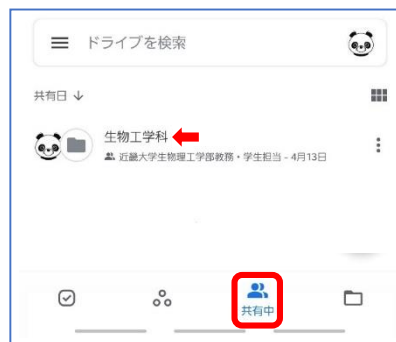 ドライブを検索
共有日 ↓
生物工学科
近畿大学生物理工学部教務・学生担当 - 4月13日
共有中